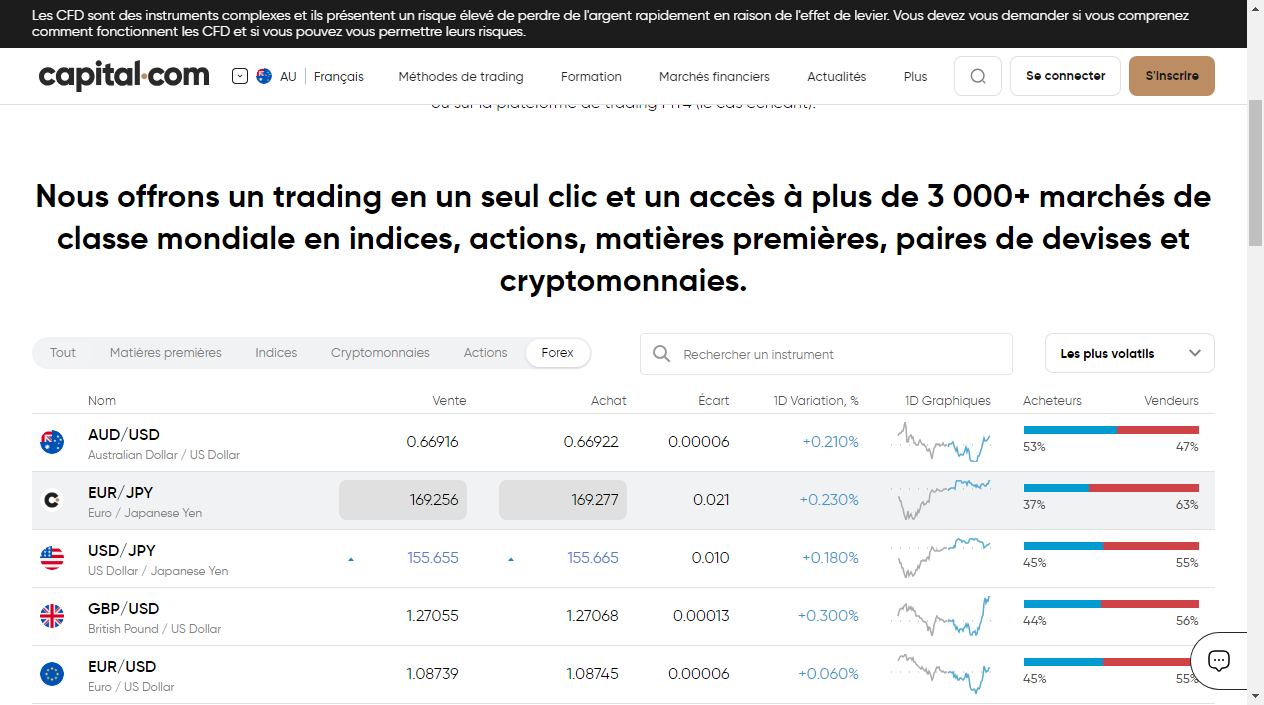 Les CFD sont des instruments complexes et ils présentent un risque élevé de perdre de l'argent rapidement en raison de l'effet de levier. Vous devez vous demander si vous comprenez
comment fonctionnent les CFD et si vous pouvez vous permettre leurs risques.
capital.com AU Français Méthodes de trading Formation Marchés financiers Actualités Plus Se connecter S'inscrire
Nous offrons un trading en un seul clic et un accès à plus de 3 000+ marchés de
classe mondiale en indices, actions, matières premières, paires de devises et
cryptomonnaies.
Tout Matières premières Indices Cryptomonnaies Actions Forex Rechercher un instrument Les plus volatils
Nom Vente Achat Écart 1D Variation, % 1D Graphiques Acheteurs Vendeurs
AUD/USD 0.66916 0.66922 0.00006 +0.210% 53% 47%
Australian Dollar / US Dollar
EUR/JPY 169.256 169.277 0.021 +0.230% 37% 63%
Euro / Japanese Yen
USD/JPY 155.655 155.665 0.010 +0.180% 45% 55%
US Dollar / Japanese Yen
GBP/USD 1.27055 1.27068 0.00013 +0.300% 44% 56%
British Pound / US Dollar
EUR/USD 1.08739 1.08745 0.00006 +0.060% 45% 55%
Euro / US Dollar